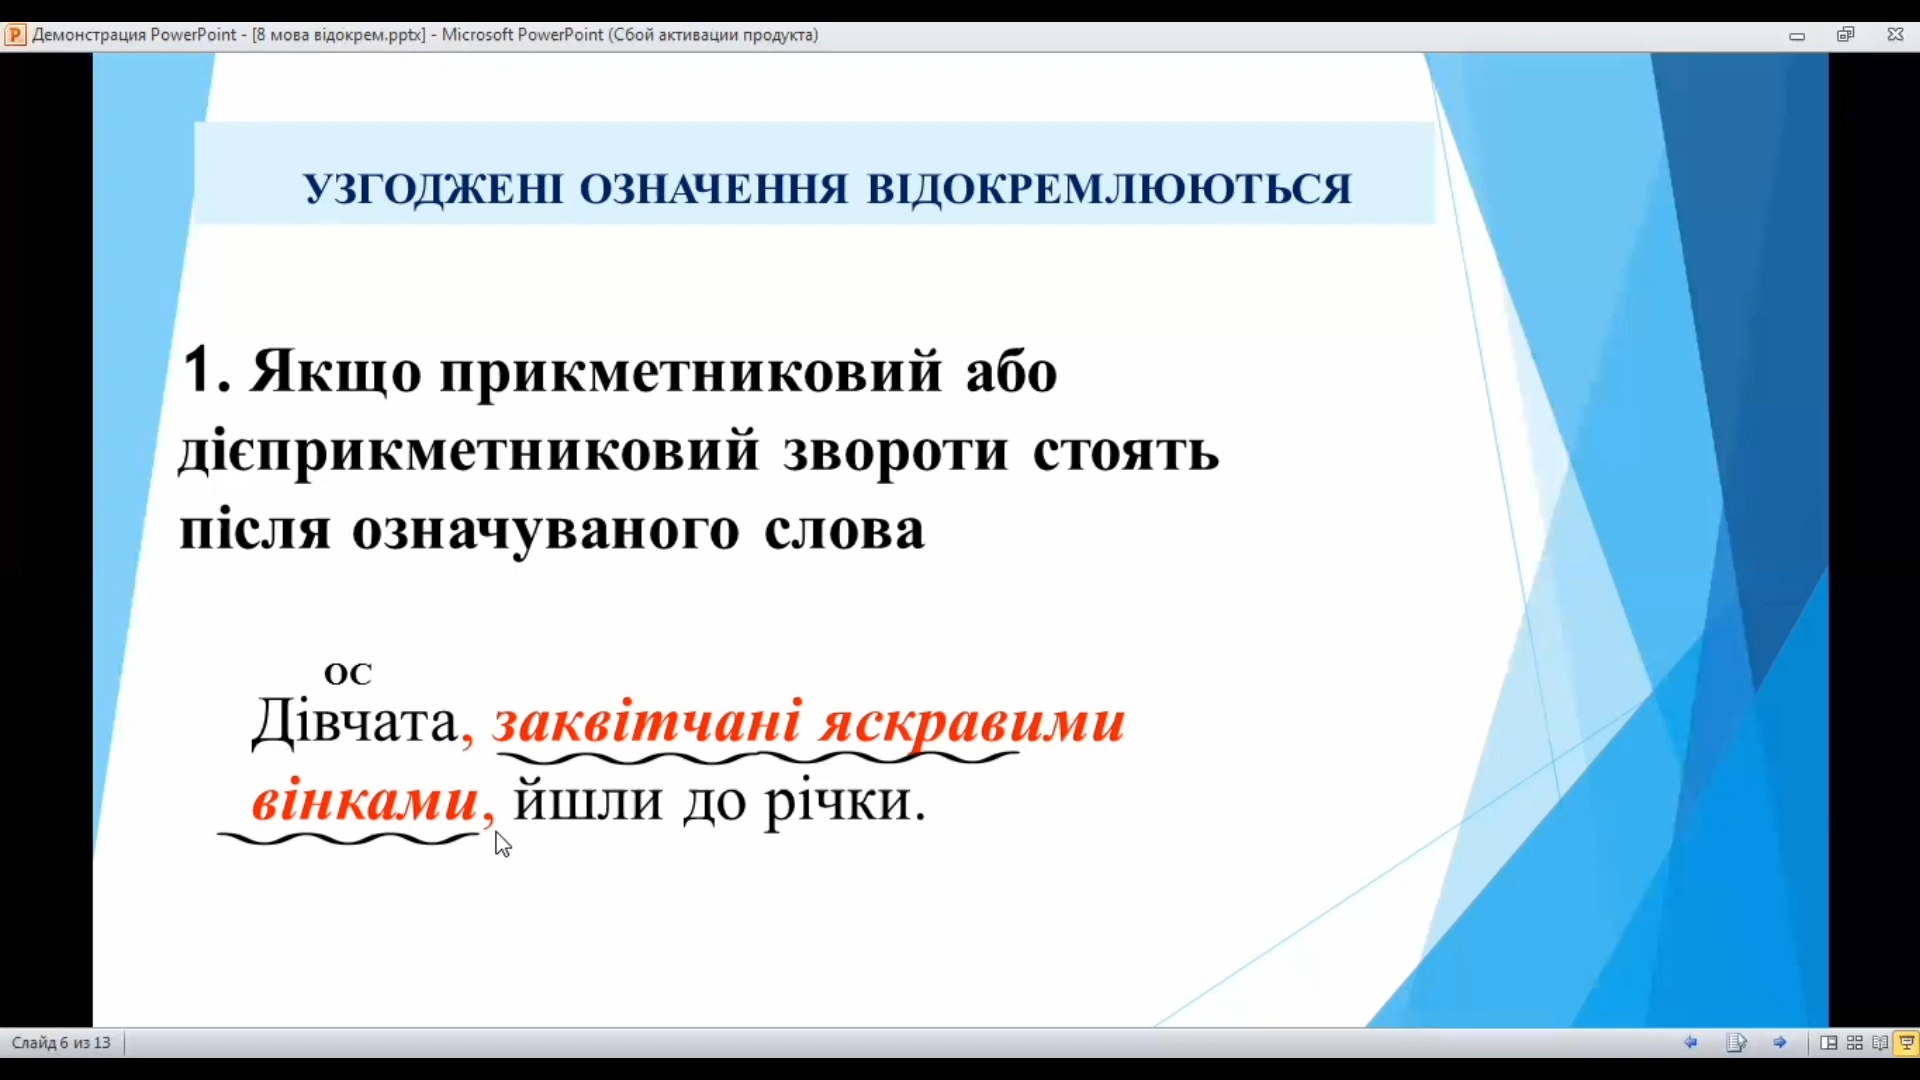 Демонстрация PowerPoint - [8 мова відокрем.pptx] - Microsoft PowerPoint (Сбой активации продукта)
УЗГОДЖЕНІ ОЗНАЧЕННЯ ВІДОКРЕМЛЮЮТЬСЯ
1. Якщо прикметниковий або
дієприкметниковий звороти стоять
після означуваного слова
ОС
Дівчата, заквітчані яскравими
вінками, йшли до річки.
Слайд 6 из 13